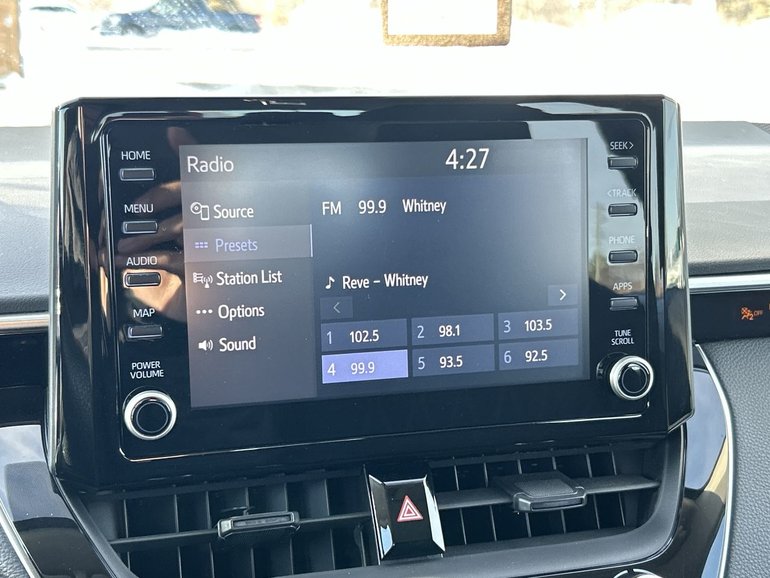 HOME
MENU
AUDIO
MAP
POWER
VOLUME
Radio
4:27
Source
Presets
Station List
Options
Sound
FM 99.9 Whitney
Reve – Whitney
<
>
1 102.5
2 98.1
3 103.5
4 99.9
5 93.5
6 92.5
SEEK >
< TRACK
PHONE
APPS
TUNE
SCROLL
OFF